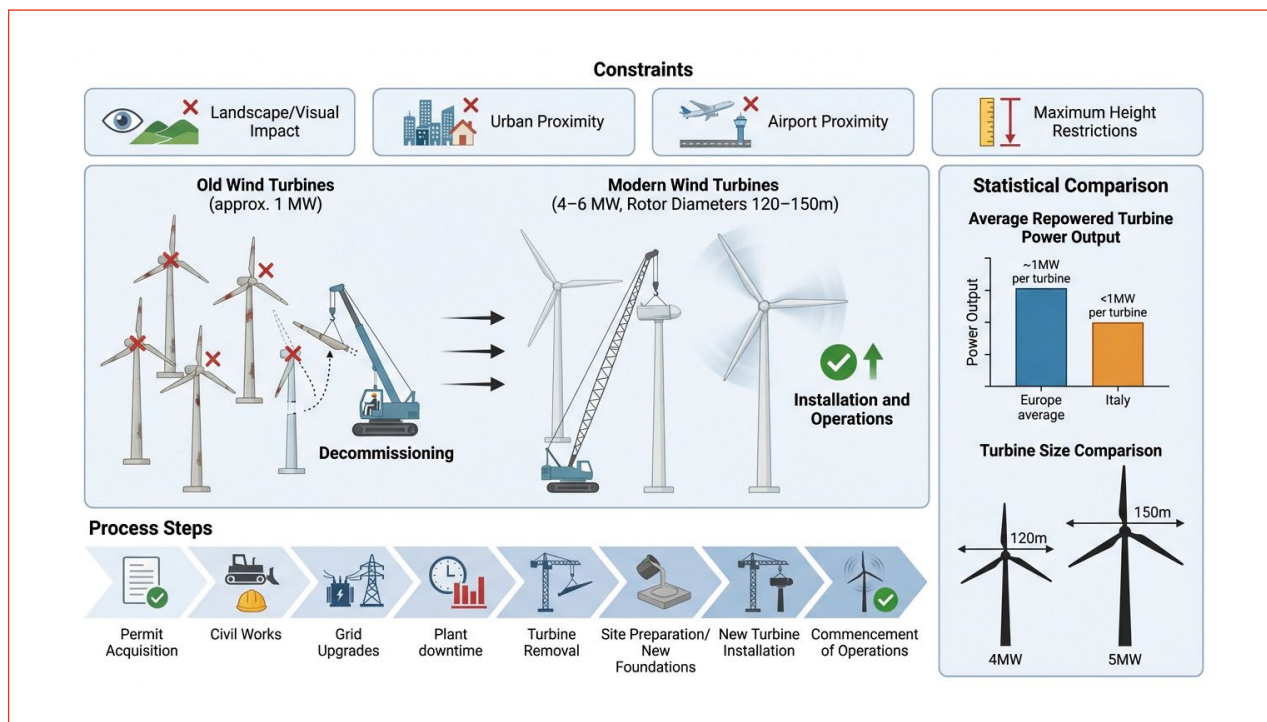 Constraints
Landscape/Visual
Impact
Urban Proximity
Airport Proximity
Maximum Height
Restrictions
Old Wind Turbines
(approx. 1 MW)
Decommissioning
Modern Wind Turbines
(4–6 MW, Rotor Diameters 120–150m)
Installation and
Operations
Statistical Comparison
Average Repowered Turbine
Power Output
Power Output
~1MW
per turbine
<1MW
per turbine
Europe
average
Italy
Turbine Size Comparison
120m
150m
4MW
5MW
Process Steps
Permit
Acquisition
Civil Works
Grid
Upgrades
Plant
downtime
Turbine
Removal
Site Preparation/
New
Foundations
New Turbine
Installation
Commencement
of Operations